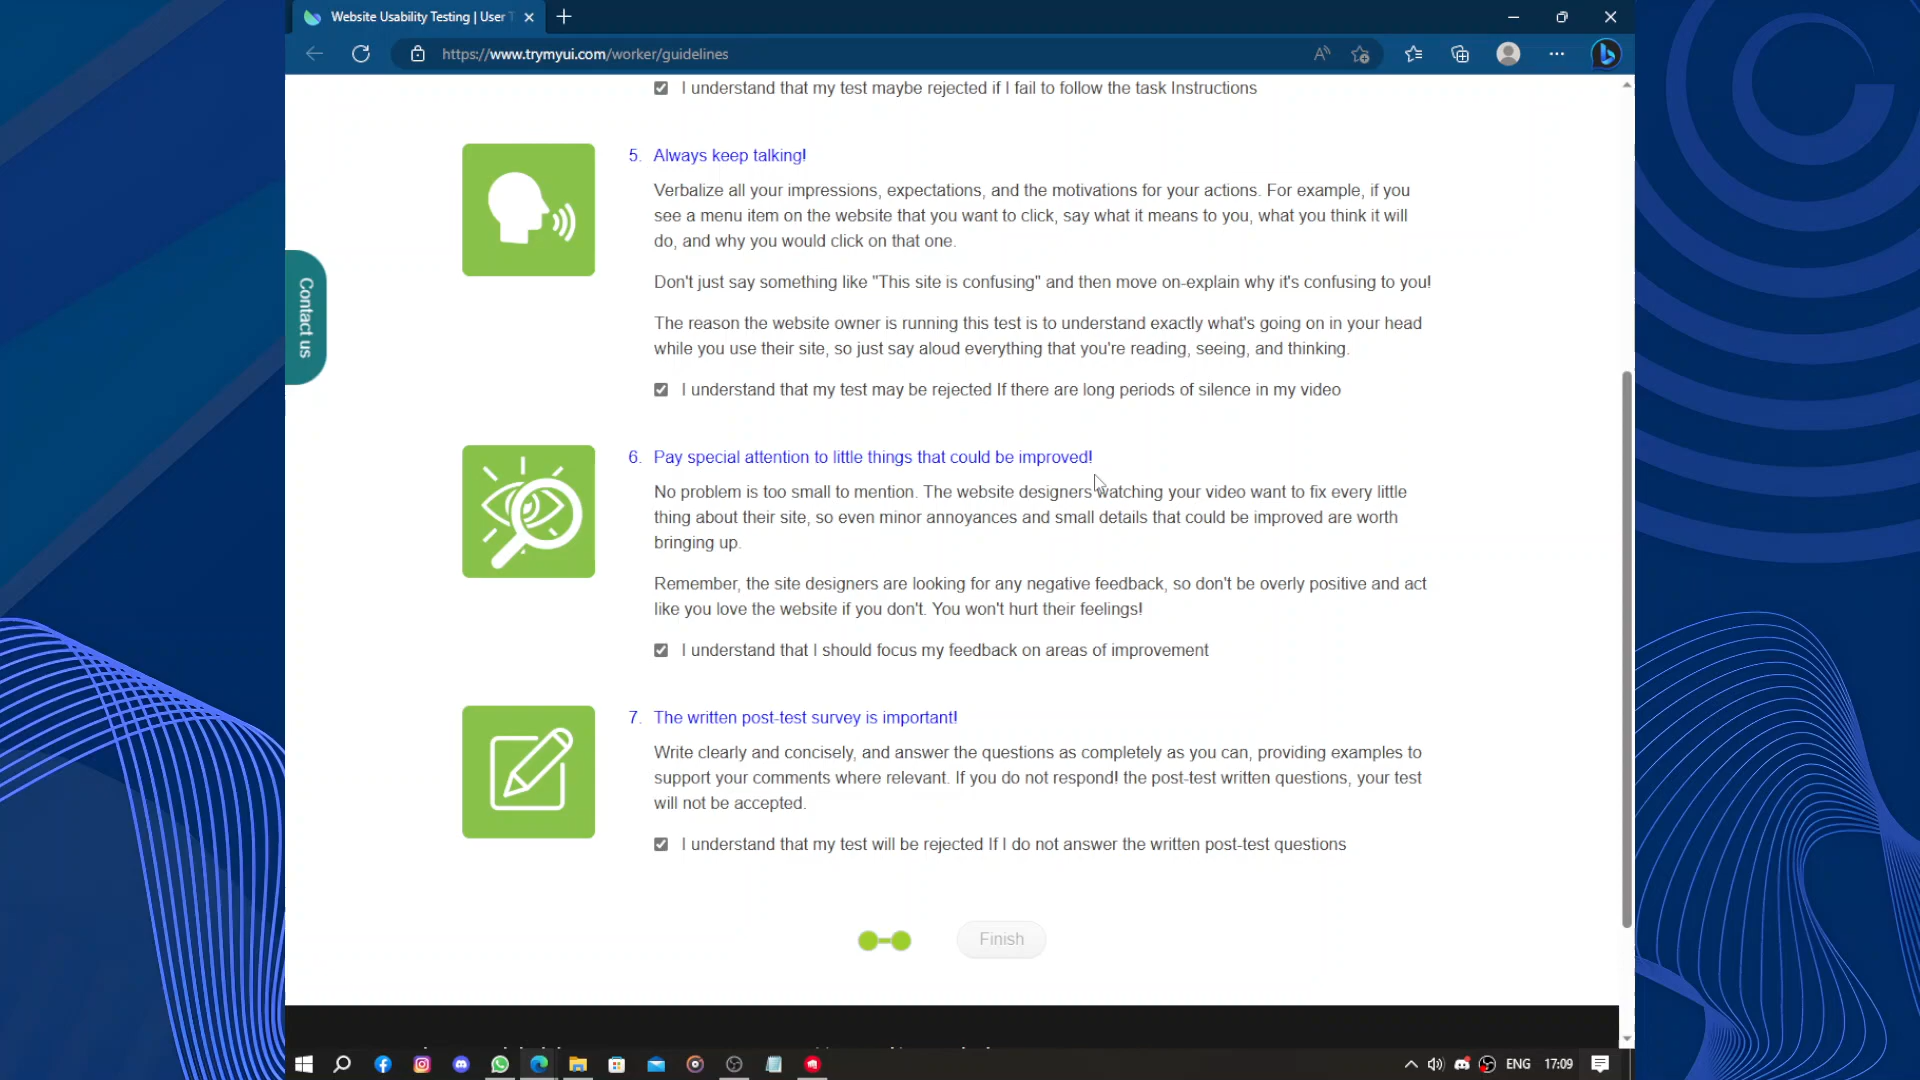 Website Usability Testing | User T
https://www.trymyui.com/worker/guidelines
I understand that my test maybe rejected if I fail to follow the task Instructions
Contact us
5. Always keep talking!
Verbalize all your impressions, expectations, and the motivations for your actions. For example, if you
see a menu item on the website that you want to click, say what it means to you, what you think it will
do, and why you would click on that one.
Don't just say something like "This site is confusing" and then move on-explain why it's confusing to you!
The reason the website owner is running this test is to understand exactly what's going on in your head
while you use their site, so just say aloud everything that you're reading, seeing, and thinking.
I understand that my test may be rejected If there are long periods of silence in my video
6. Pay special attention to little things that could be improved!
No problem is too small to mention. The website designers watching your video want to fix every little
thing about their site, so even minor annoyances and small details that could be improved are worth
bringing up.
Remember, the site designers are looking for any negative feedback, so don't be overly positive and act
like you love the website if you don't. You won't hurt their feelings!
I understand that I should focus my feedback on areas of improvement
7. The written post-test survey is important!
Write clearly and concisely, and answer the questions as completely as you can, providing examples to
support your comments where relevant. If you do not respond! the post-test written questions, your test
will not be accepted.
I understand that my test will be rejected If I do not answer the written post-test questions
Finish
ENG 17:09